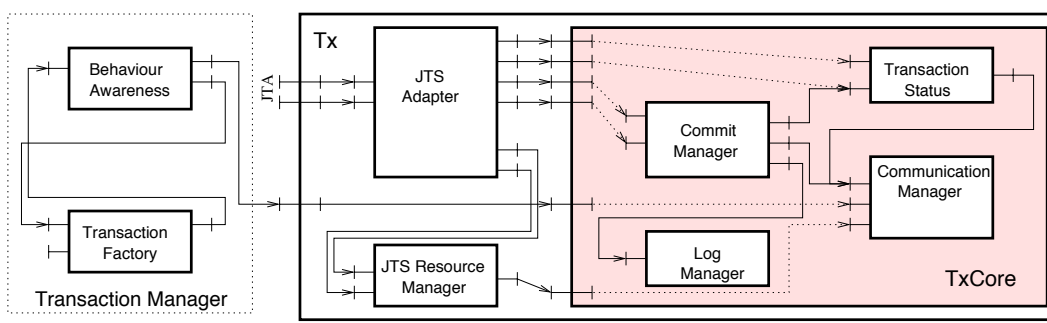 Behaviour
Awareness
Transaction
Factory
Transaction Manager
JTA
Tx
JTS
Adapter
JTS Resource
Manager
Commit
Manager
Log
Manager
Transaction
Status
Communication
Manager
TxCore